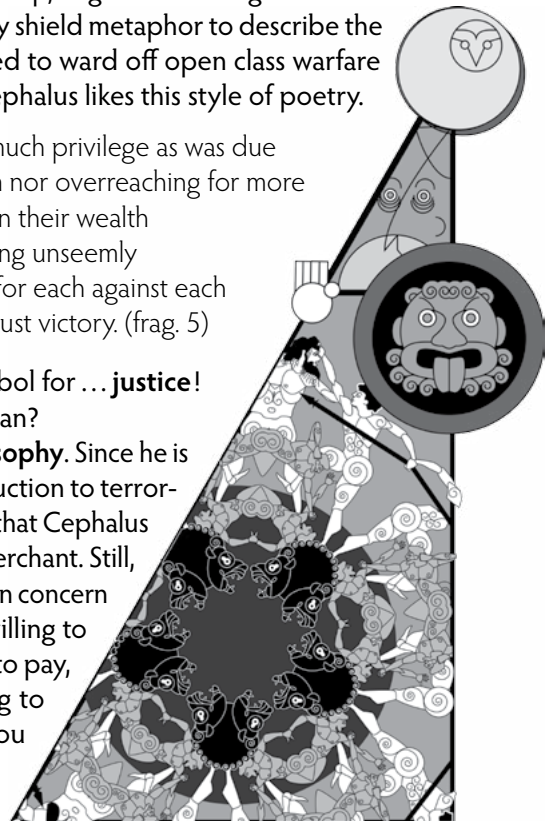 y shield metaphor to describe the
ed to ward off open class warfare
ephalus likes this style of poetry.
much privilege as was due
n nor overreaching for more
n their wealth
ng unseemly
for each against each
ust victory. (frag. 5)
bol for … justice!
an?
sophy. Since he is
uction to terror-
that Cephalus
erchant. Still,
n concern
illing to
to pay,
g to
ou